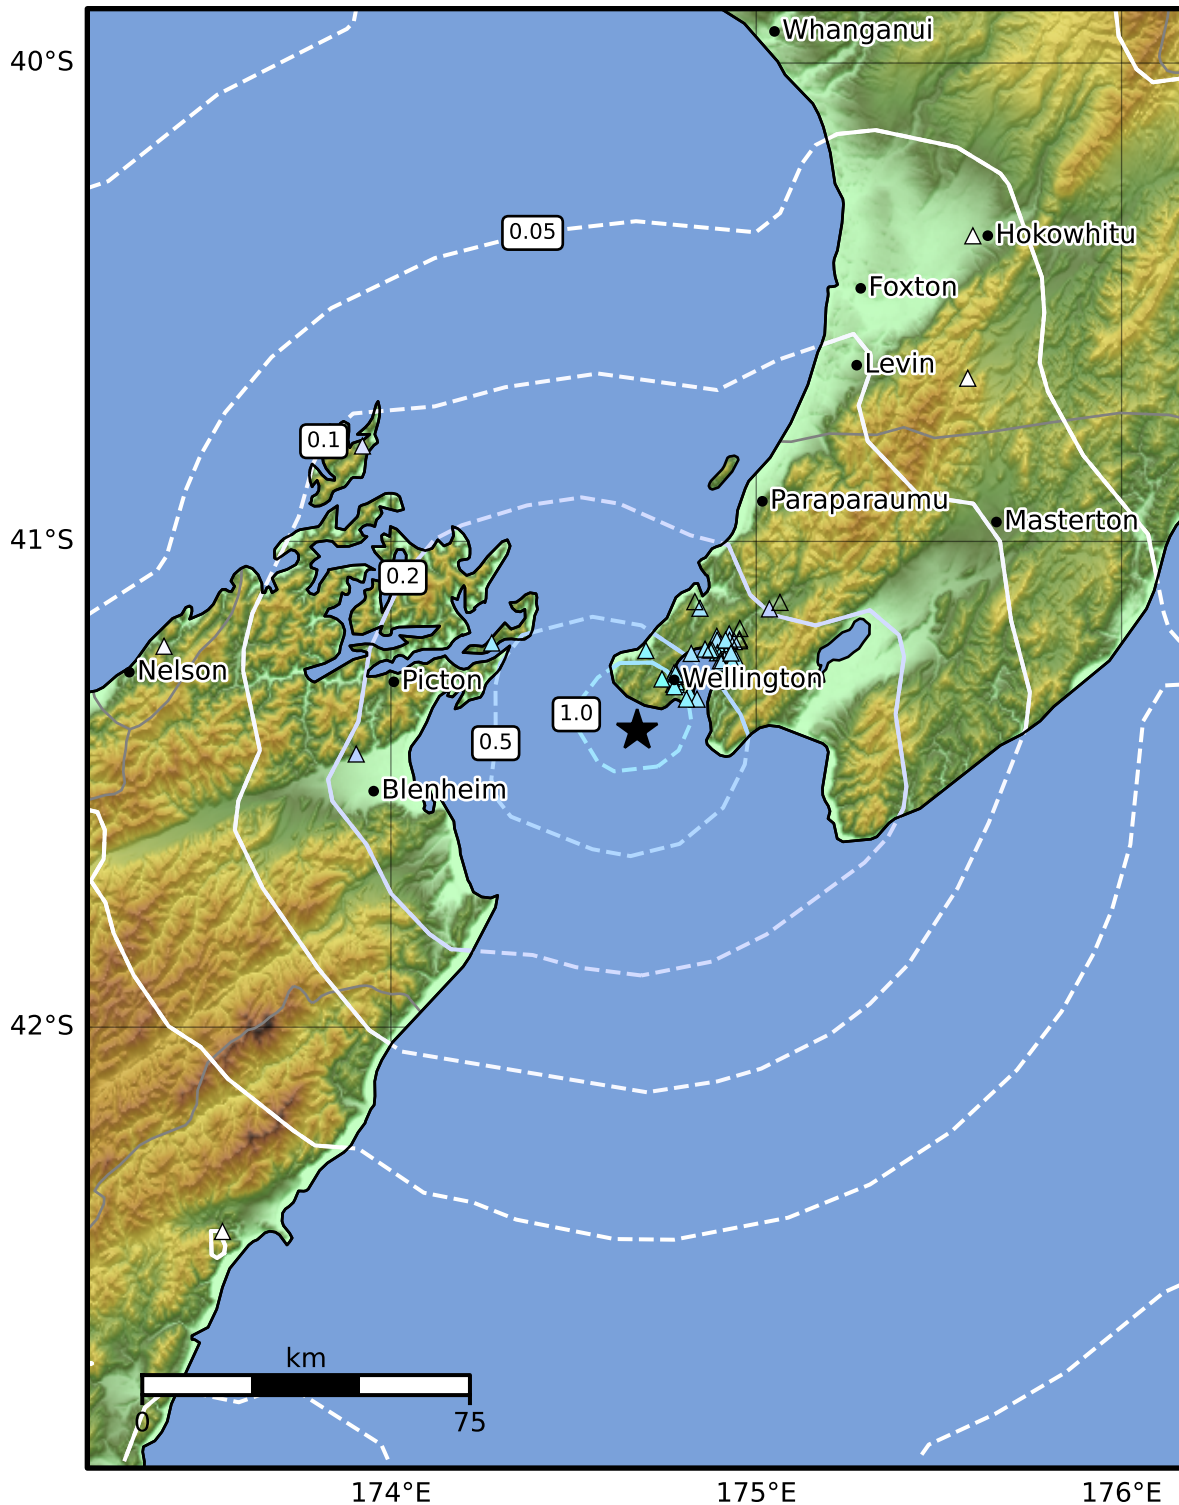 Whanganui
40°S
0.05
Hokowhitu
Foxton
Levin
0.1
Paraparaumu
Masterton
41°S
0.2
Nelson
Picton
Wellington
1.0
0.5
Blenheim
42°S
km
0
75
174°E
175°E
176°E